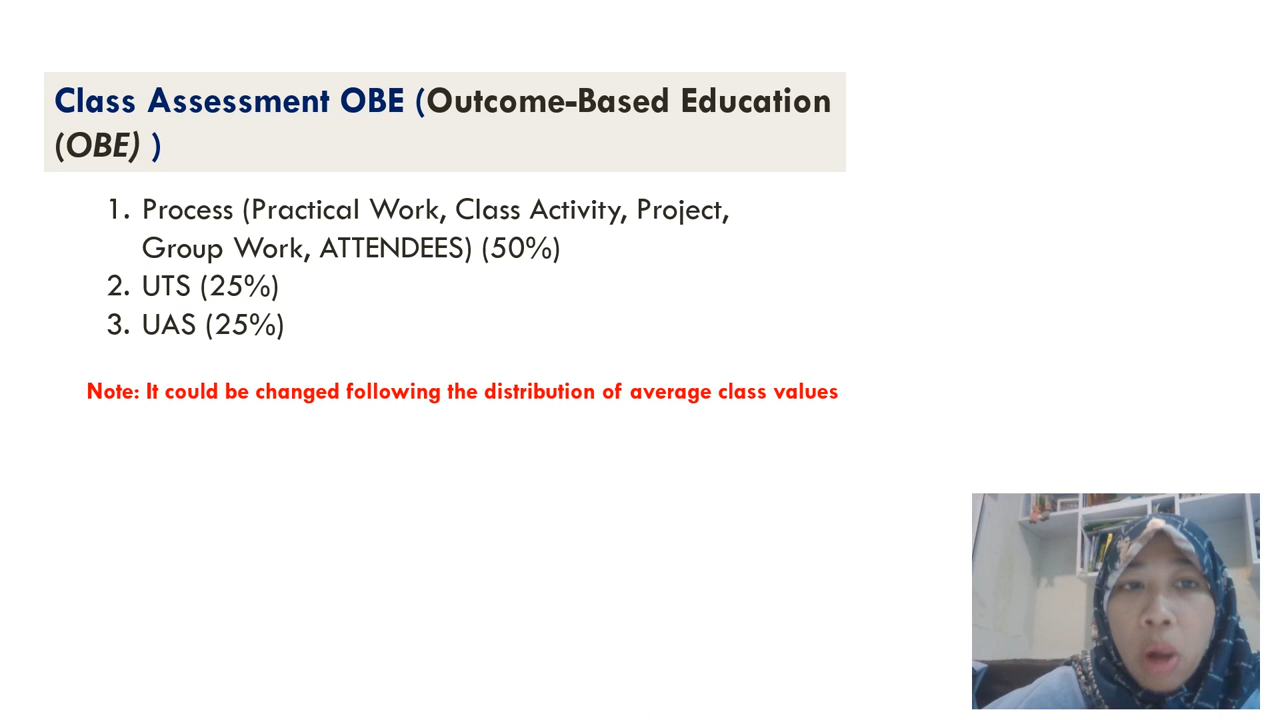 Class Assessment OBE (Outcome-Based Education
(OBE) )
1. Process (Practical Work, Class Activity, Project,
Group Work, ATTENDEES) (50%)
2. UTS (25%)
3. UAS (25%)
Note: It could be changed following the distribution of average class values